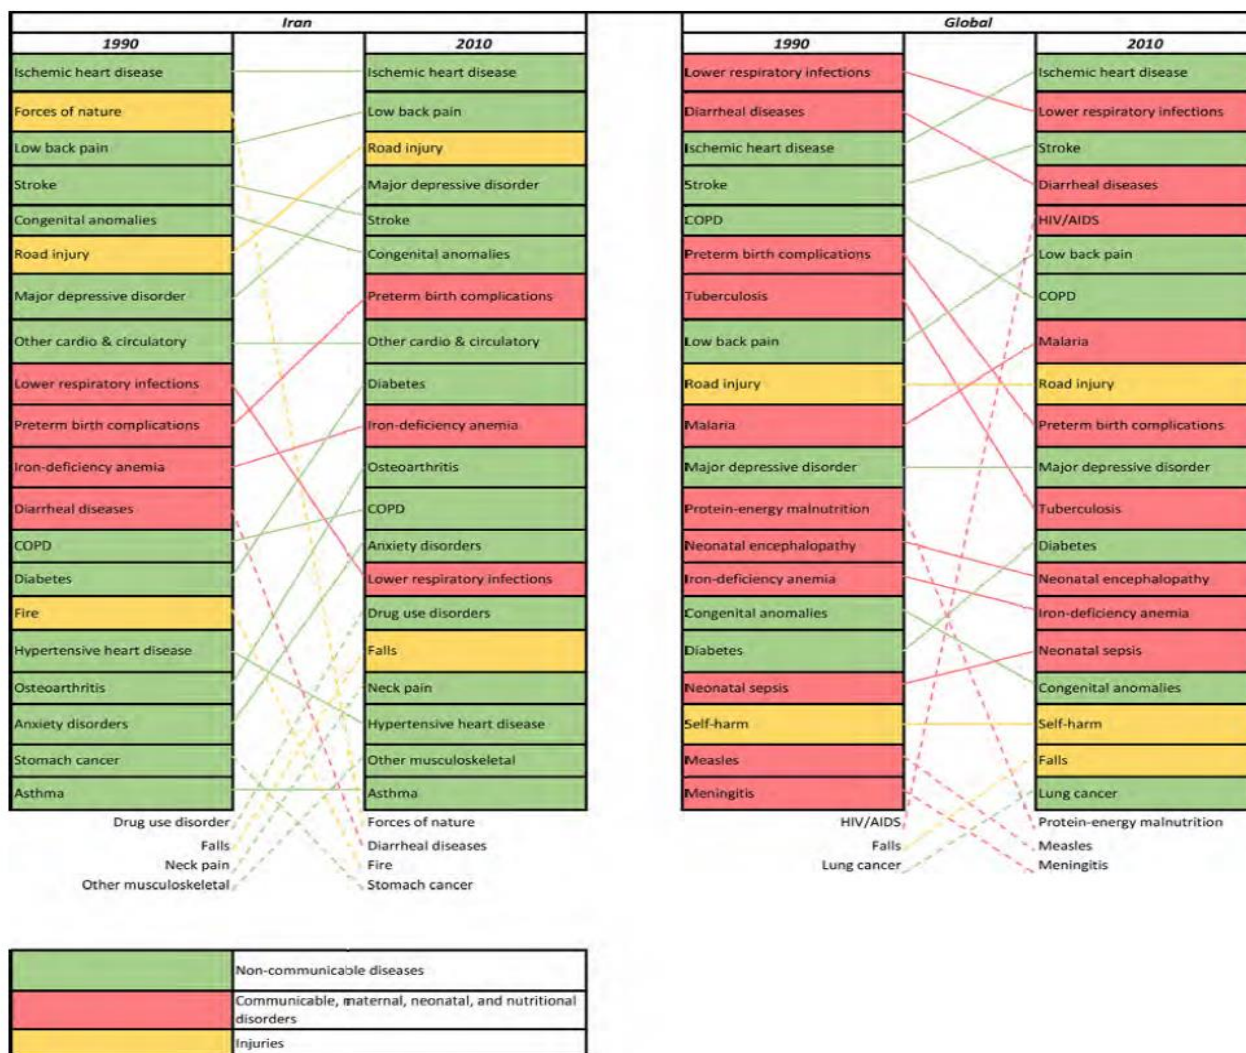 Iran
1990
2010
Ischemic heart disease
Forces of nature
Low back pain
Stroke
Congenital anomalies
Road injury
Major depressive disorder
Other cardio & circulatory
Lower respiratory infections
Preterm birth complications
Iron-deficiency anemia
Diarrheal diseases
COPD
Diabetes
Fire
Hypertensive heart disease
Osteoarthritis
Anxiety disorders
Stomach cancer
Asthma
Drug use disorder
Falls
Neck pain
Other musculoskeletal
Ischemic heart disease
Low back pain
Road injury
Major depressive disorder
Stroke
Congenital anomalies
Preterm birth complications
Other cardio & circulatory
Diabetes
Iron-deficiency anemia
Osteoarthritis
COPD
Anxiety disorders
Lower respiratory infections
Drug use disorders
Falls
Neck pain
Hypertensive heart disease
Other musculoskeletal
Asthma
Forces of nature
Diarrheal diseases
Fire
Stomach cancer
Global
1990
2010
Lower respiratory infections
Diarrheal diseases
Ischemic heart disease
Stroke
COPD
Preterm birth complications
Tuberculosis
Low back pain
Road injury
Malaria
Major depressive disorder
Protein-energy malnutrition
Neonatal encephalopathy
Iron-deficiency anemia
Congenital anomalies
Diabetes
Neonatal sepsis
Self-harm
Measles
Meningitis
HIV/AIDS
Falls
Lung cancer
Ischemic heart disease
Lower respiratory infections
Stroke
Diarrheal diseases
HIV/AIDS
Low back pain
COPD
Malaria
Road injury
Preterm birth complications
Major depressive disorder
Tuberculosis
Diabetes
Neonatal encephalopathy
Iron-deficiency anemia
Neonatal sepsis
Congenital anomalies
Self-harm
Falls
Lung cancer
Protein-energy malnutrition
Measles
Meningitis
Non-communicable diseases
Communicable, maternal, neonatal, and nutritional
disorders
Injuries